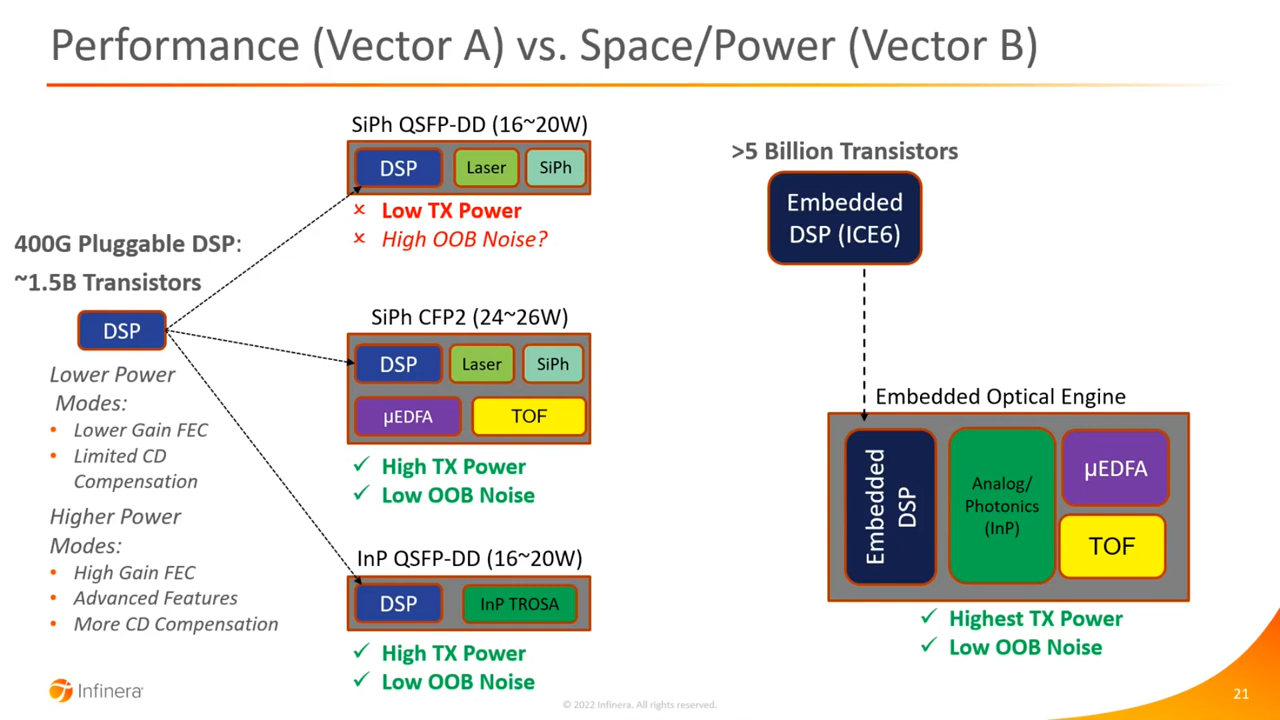 Performance (Vector A) vs. Space/Power (Vector B)
SiPh QSFP-DD (16~20W)
DSP
Laser
SiPh
× Low TX Power
× High OOB Noise?
400G Pluggable DSP:
~1.5B Transistors
DSP
Lower Power
Modes:
• Lower Gain FEC
• Limited CD
Compensation
Higher Power
Modes:
• High Gain FEC
• Advanced Features
• More CD Compensation
SiPh CFP2 (24~26W)
DSP
Laser
SiPh
µEDFA
TOF
✓ High TX Power
✓ Low OOB Noise
InP QSFP-DD (16~20W)
DSP
InP TROSA
✓ High TX Power
✓ Low OOB Noise
>5 Billion Transistors
Embedded
DSP (ICE6)
Embedded Optical Engine
Embedded
DSP
Analog/
Photonics
(InP)
µEDFA
TOF
✓ Highest TX Power
✓ Low OOB Noise
Infinera
© 2022 Infinera. All rights reserved.
21